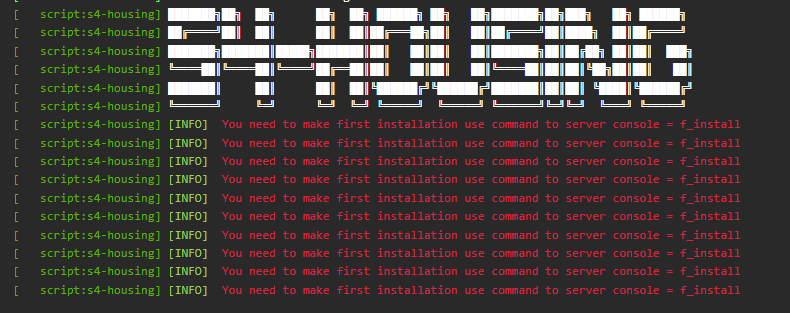 [   script:s4-housing]
[   script:s4-housing]
[   script:s4-housing] S4-HOUSING
[   script:s4-housing]
[   script:s4-housing]
[   script:s4-housing]
[   script:s4-housing] [INFO]  You need to make first installation use command to server console = f_install
[   script:s4-housing] [INFO]  You need to make first installation use command to server console = f_install
[   script:s4-housing] [INFO]  You need to make first installation use command to server console = f_install
[   script:s4-housing] [INFO]  You need to make first installation use command to server console = f_install
[   script:s4-housing] [INFO]  You need to make first installation use command to server console = f_install
[   script:s4-housing] [INFO]  You need to make first installation use command to server console = f_install
[   script:s4-housing] [INFO]  You need to make first installation use command to server console = f_install
[   script:s4-housing] [INFO]  You need to make first installation use command to server console = f_install
[   script:s4-housing] [INFO]  You need to make first installation use command to server console = f_install
[   script:s4-housing] [INFO]  You need to make first installation use command to server console = f_install